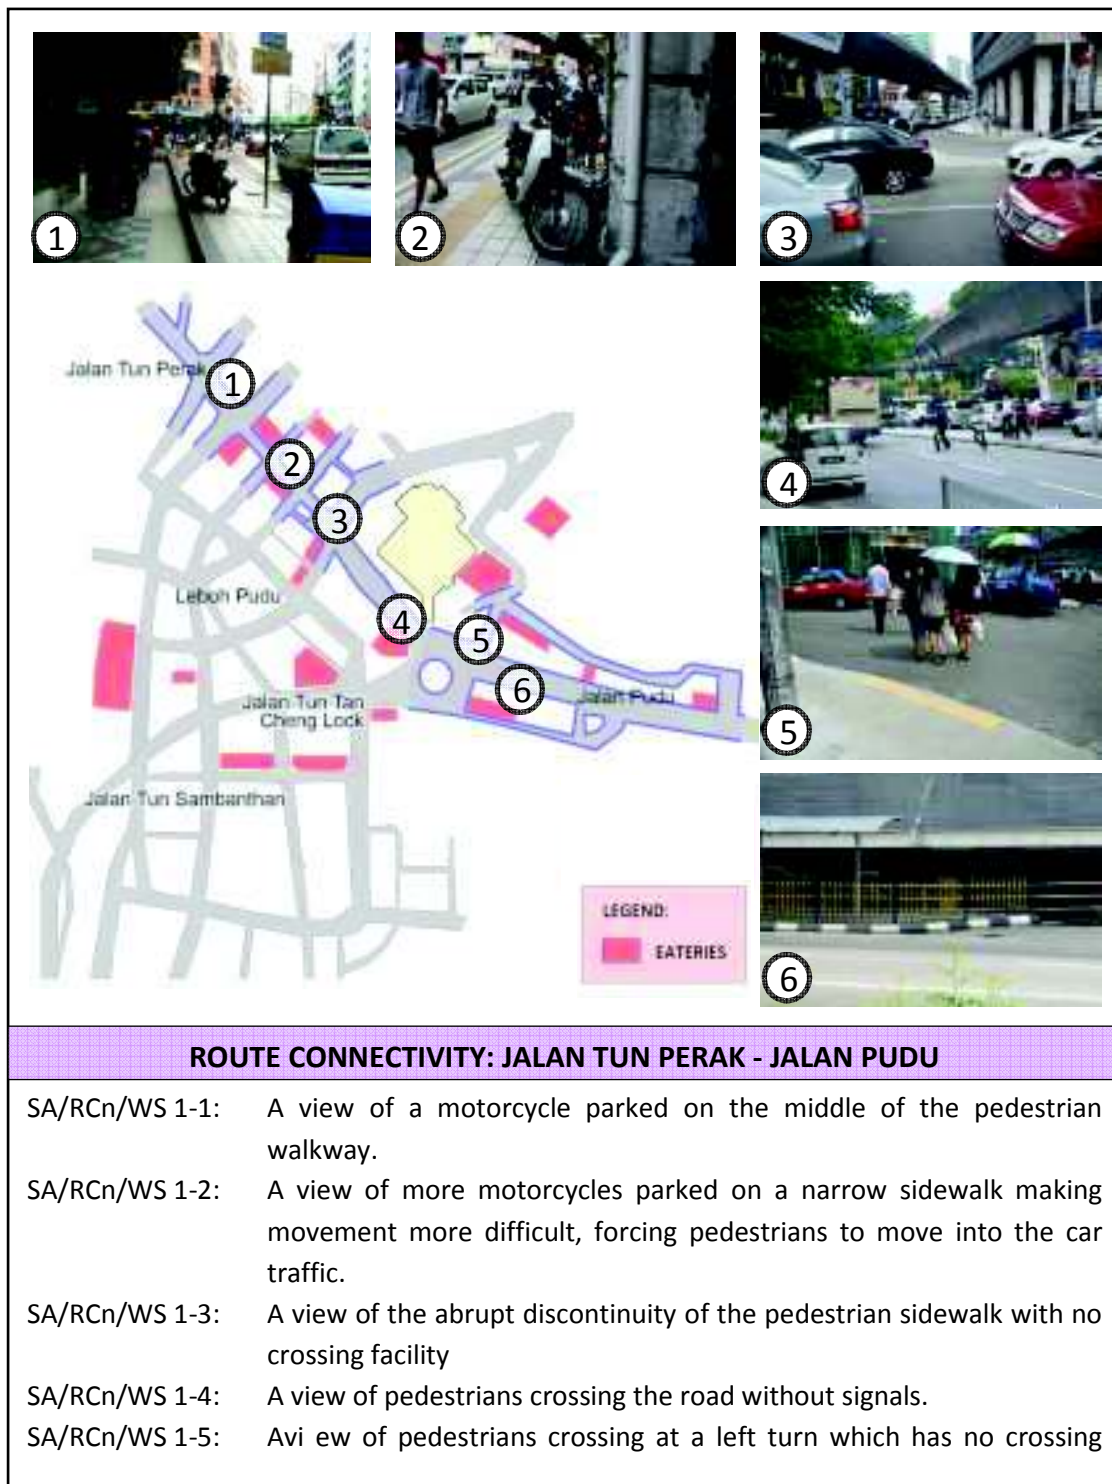 1
2
3
4
5
6
Jalan Tun Perak
1
2
3
Leboh Pudu
4
5
6
Jalan Pudu
Jalan Tun Tan
Cheng Lock
Jalan Tun Sambanthan
LEGEND:
EATERIES
ROUTE CONNECTIVITY: JALAN TUN PERAK - JALAN PUDU
SA/RCn/WS 1-1: A view of a motorcycle parked on the middle of the pedestrian
walkway.
SA/RCn/WS 1-2: A view of more motorcycles parked on a narrow sidewalk making
movement more difficult, forcing pedestrians to move into the car
traffic.
SA/RCn/WS 1-3: A view of the abrupt discontinuity of the pedestrian sidewalk with no
crossing facility
SA/RCn/WS 1-4: A view of pedestrians crossing the road without signals.
SA/RCn/WS 1-5: Avi ew of pedestrians crossing at a left turn which has no crossing